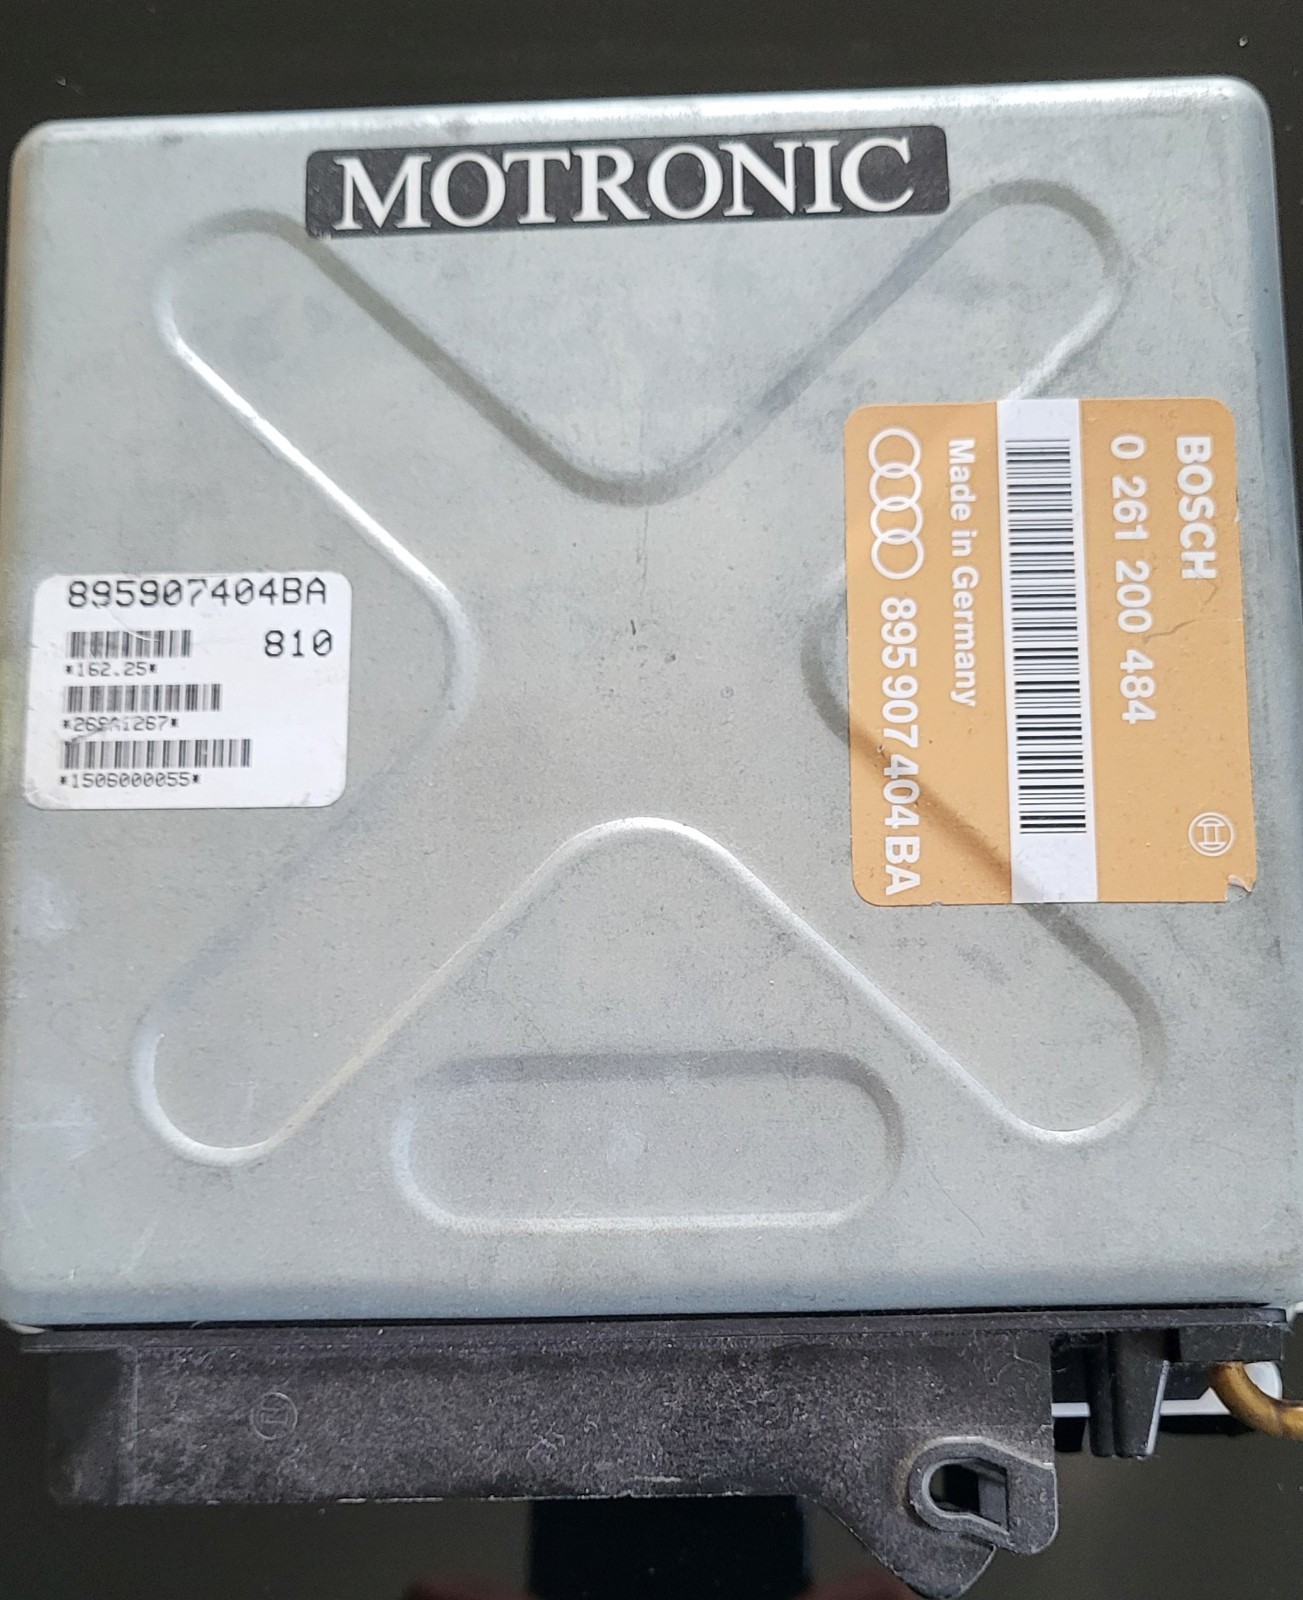 MOTRONIC
895907404BA
810
*162.25*
*1506000055*
BOSCH
0 261 200 484
Made in Germany
895 907 404 BA